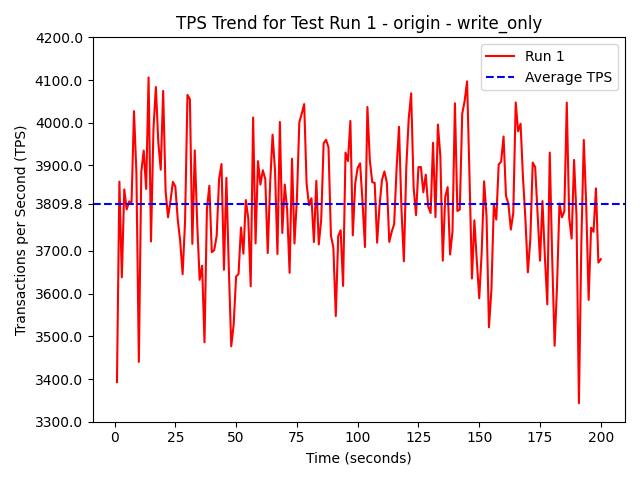 TPS Trend for Test Run 1 - origin - write_only
Run 1
Average TPS
Transactions per Second (TPS)
4200.0
4100.0
4000.0
3900.0
3809.8
3700.0
3600.0
3500.0
3400.0
3300.0
0 25 50 75 100 125 150 175 200
Time (seconds)